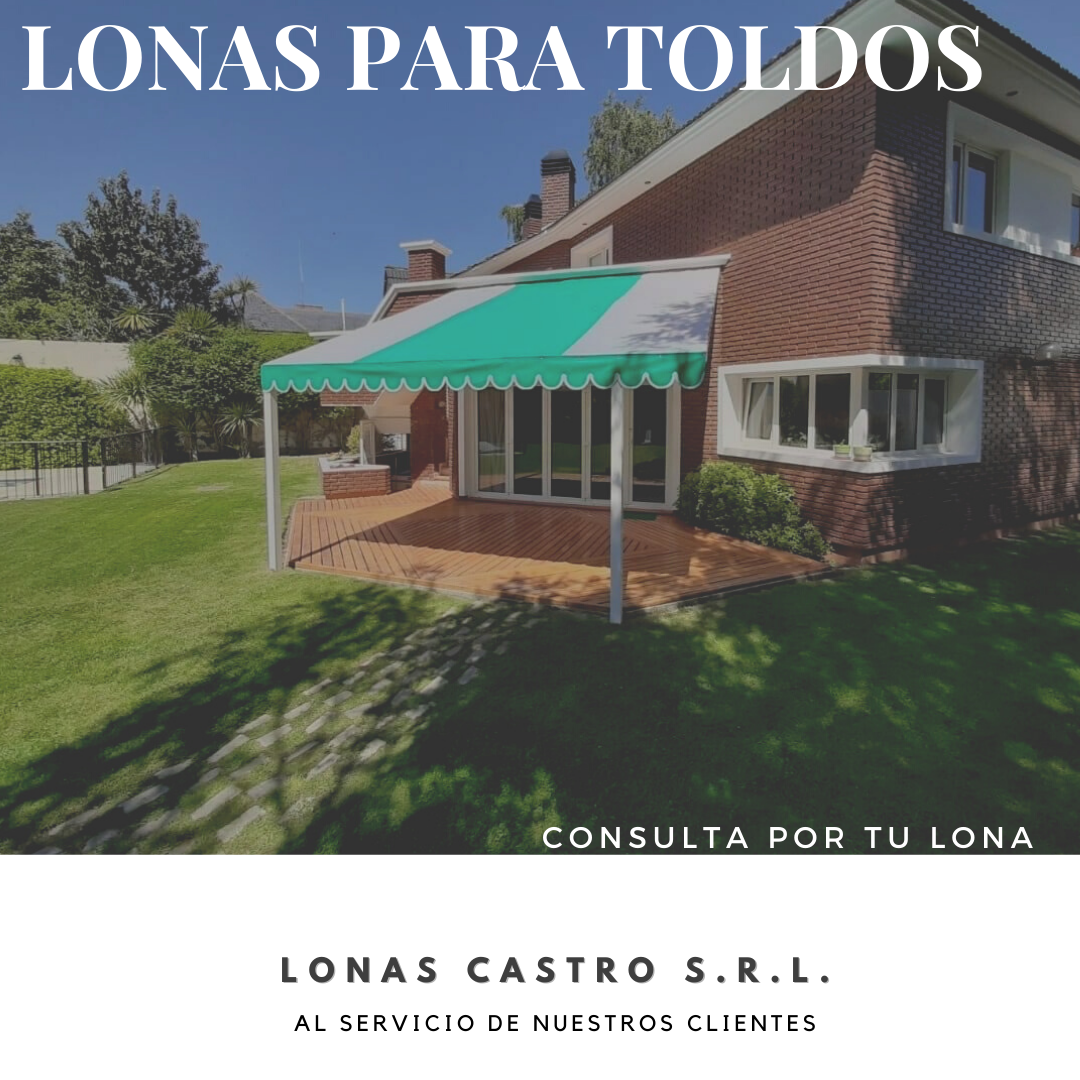 LONAS PARA TOLDOS
CONSULTA POR TU LONA
LONAS CASTRO S.R.L.
AL SERVICIO DE NUESTROS CLIENTES